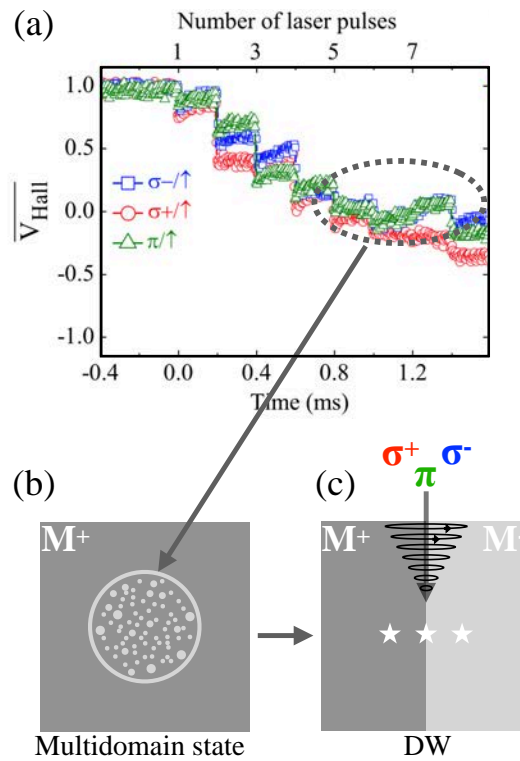 (a)
Number of laser pulses
1 3 5 7
1.0
0.5
0.0
-0.5
-1.0
V_Hall
σ−/↑
σ+/↑
π/↑
-0.4 0.0 0.4 0.8 1.2
Time (ms)
(b)
(c)
σ+ σ-
π
M+
M+ M-
Multidomain state
DW